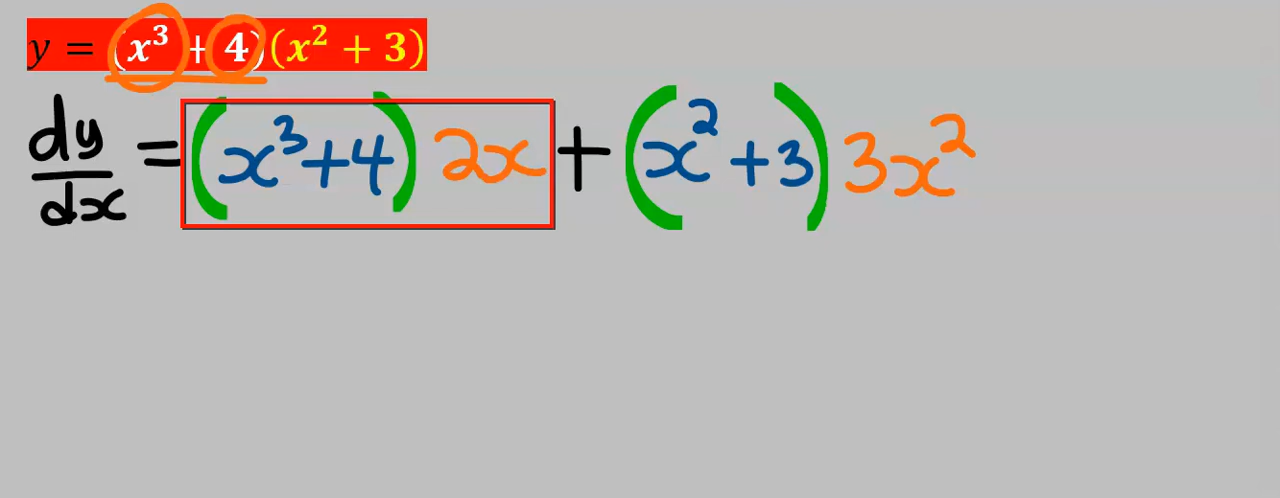 y = (x³ + 4)(x² + 3)
dy/dx = (x³+4) 2x + (x²+3) 3x²